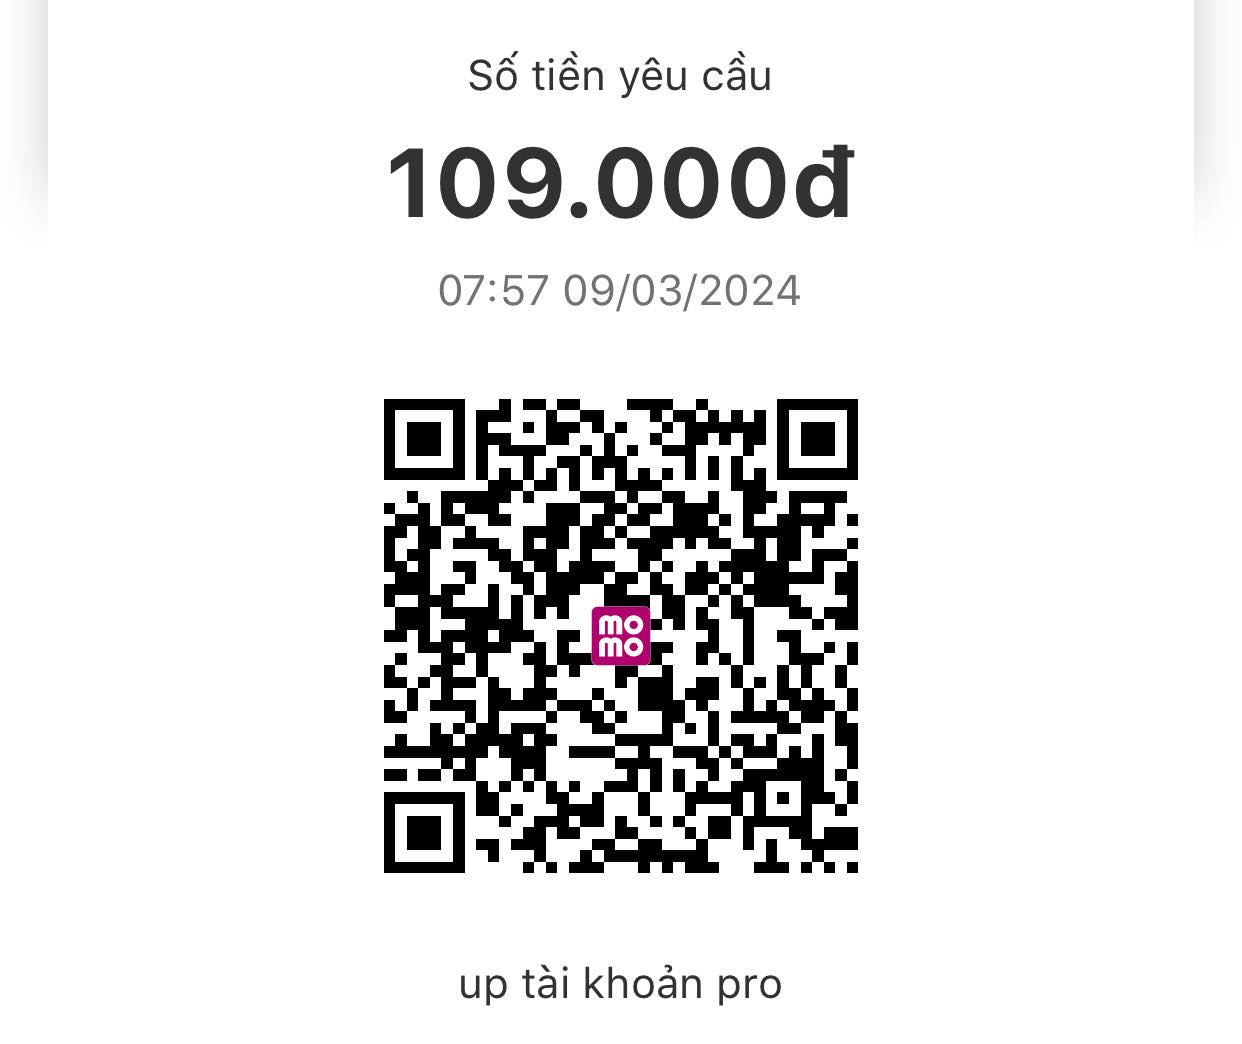 Số tiền yêu cầu
109.000đ
07:57 09/03/2024
mo
mo
up tài khoản pro